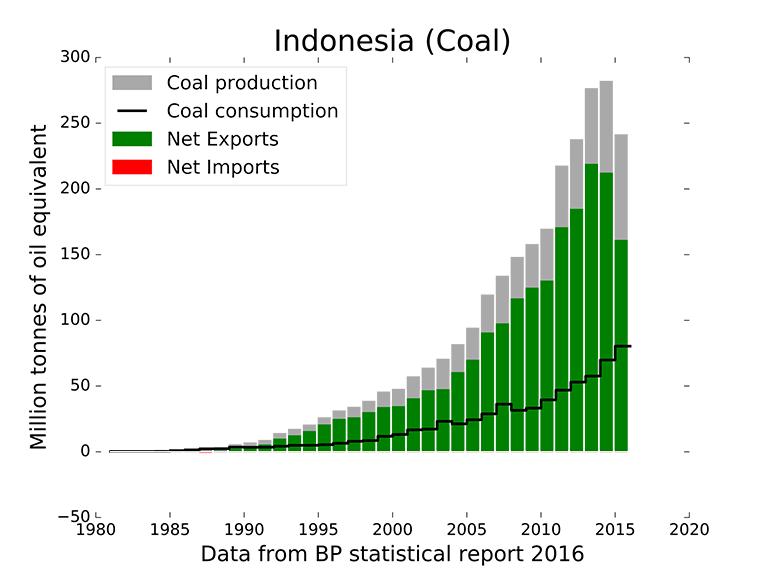 Indonesia (Coal)
Coal production
Coal consumption
Net Exports
Net Imports
Million tonnes of oil equivalent
300
250
200
150
100
50
0
−50
1980 1985 1990 1995 2000 2005 2010 2015 2020
Data from BP statistical report 2016